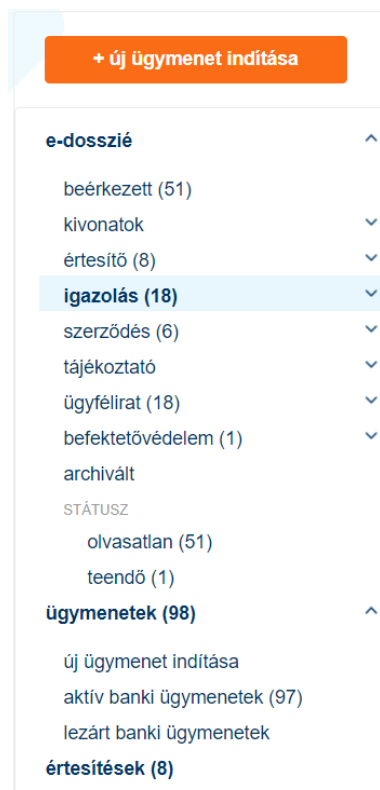 + új ügymenet indítása
e-dosszié
beérkezett (51)
kivonatok
értesítő (8)
igazolás (18)
szerződés (6)
tájékoztató
ügyfélirat (18)
befektetővédelem (1)
archivált
STÁTUSZ
olvasatlan (51)
teendő (1)
ügymenetek (98)
új ügymenet indítása
aktív banki ügymenetek (97)
lezárt banki ügymenetek
értesítések (8)